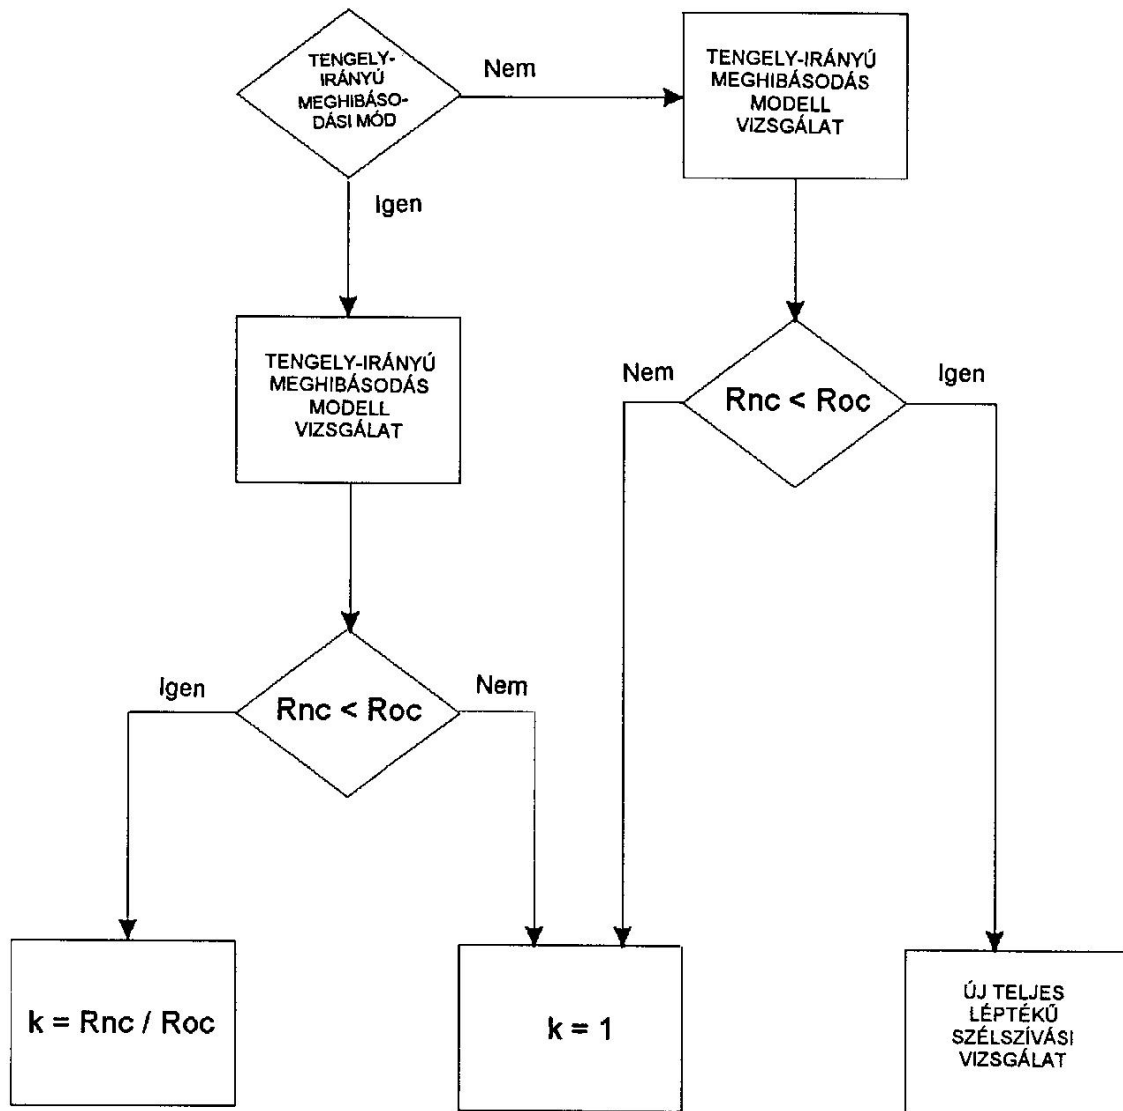 TENGELY-
IRÁNYÚ
MEGHIBÁSO-
DÁSI MÓD
Nem
TENGELY-IRÁNYÚ
MEGHIBÁSODÁS
MODELL
VIZSGÁLAT
Igen
TENGELY-IRÁNYÚ
MEGHIBÁSODÁS
MODELL
VIZSGÁLAT
Nem
Rnc < Roc
Igen
Igen
Rnc < Roc
Nem
k = Rnc / Roc
k = 1
ÚJ TELJES
LÉPTÉKŰ
SZÉLSZÍVÁSI
VIZSGÁLAT